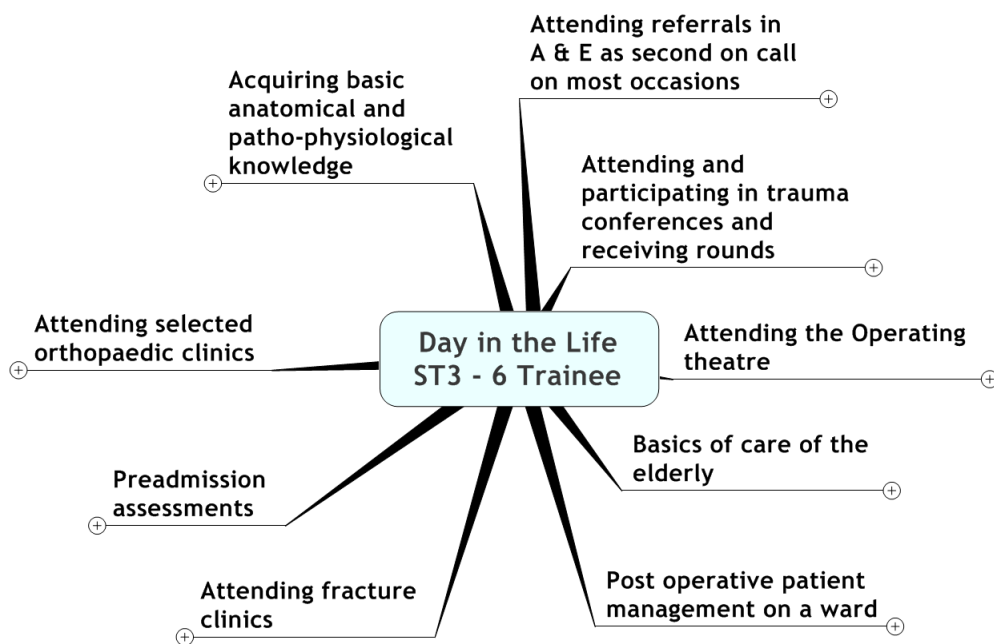 Attending referrals in
A & E as second on call
on most occasions
Acquiring basic
anatomical and
patho-physiological
knowledge
Attending and
participating in trauma
conferences and
receiving rounds
Attending selected
orthopaedic clinics
Day in the Life
ST3 - 6 Trainee
Attending the Operating
theatre
Basics of care of the
elderly
Preadmission
assessments
Attending fracture
clinics
Post operative patient
management on a ward